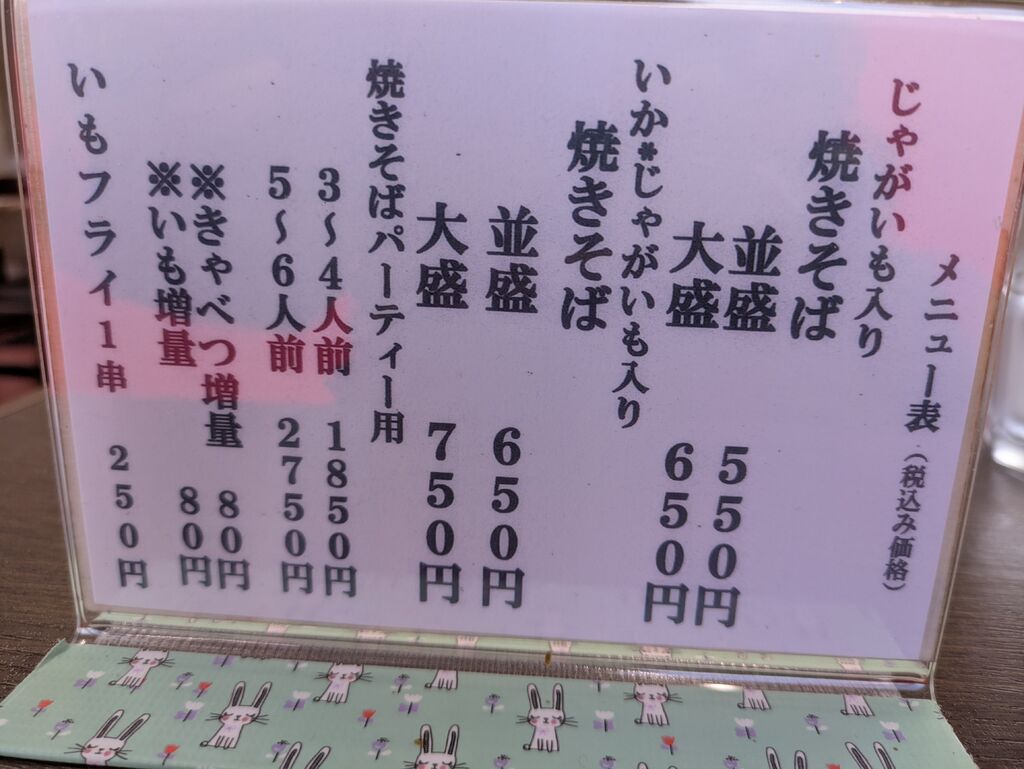 メニュー表（税込み価格）
じゃがいも入り
焼きそば
並盛 550円
大盛 650円
いか*じゃがいも入り
焼きそば
並盛 650円
大盛 750円
焼きそばパーティー用
3～4人前 1850円
5～6人前 2750円
※きゃべつ増量 80円
※いも増量 80円
いもフライ1串 250円